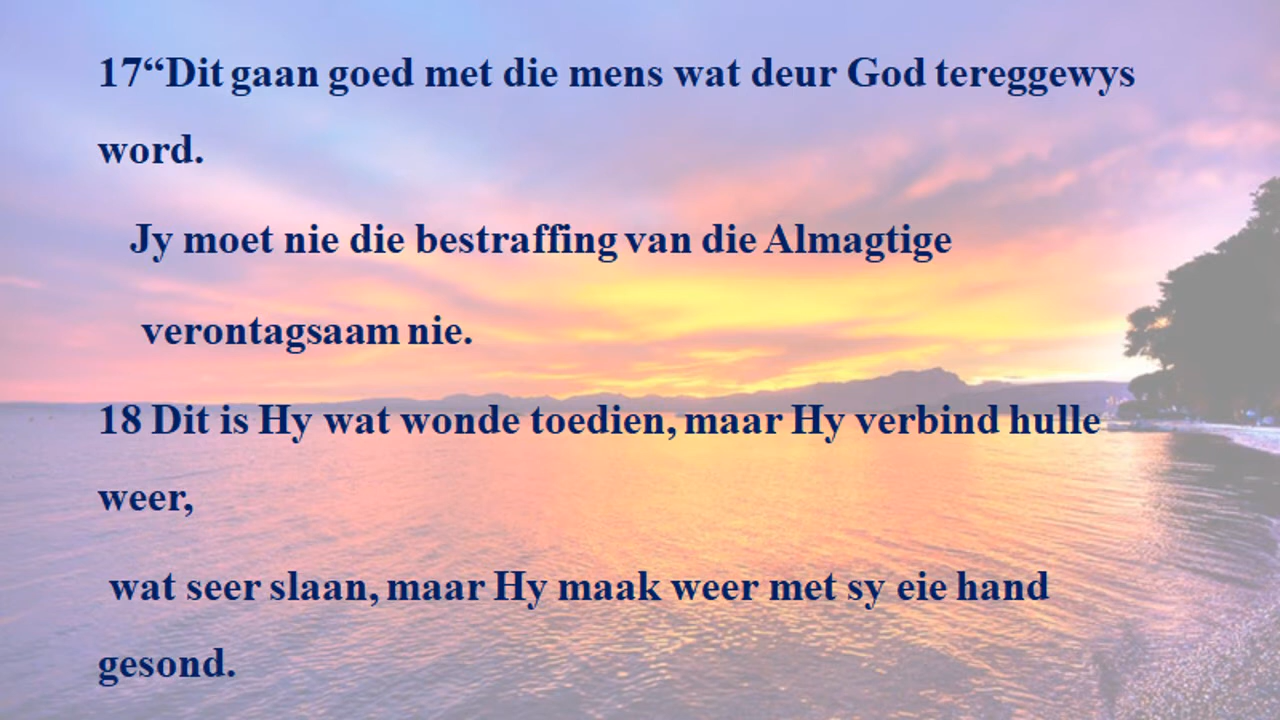 17“Dit gaan goed met die mens wat deur God tereggewys
word.
Jy moet nie die bestraffing van die Almagtige
verontagsaam nie.
18 Dit is Hy wat wonde toedien, maar Hy verbind hulle
weer,
wat seer slaan, maar Hy maak weer met sy eie hand
gesond.